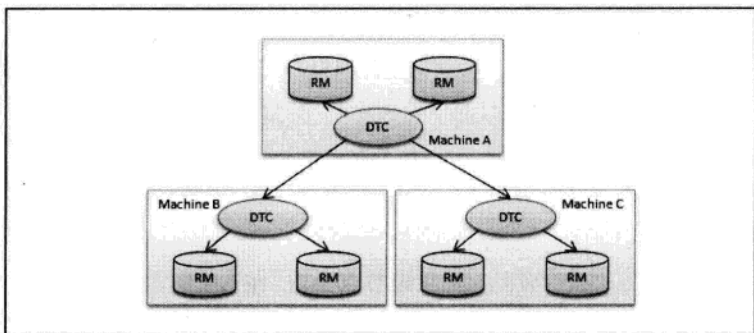 RM RM
DTC
Machine A
Machine B Machine C
DTC DTC
RM RM RM RM